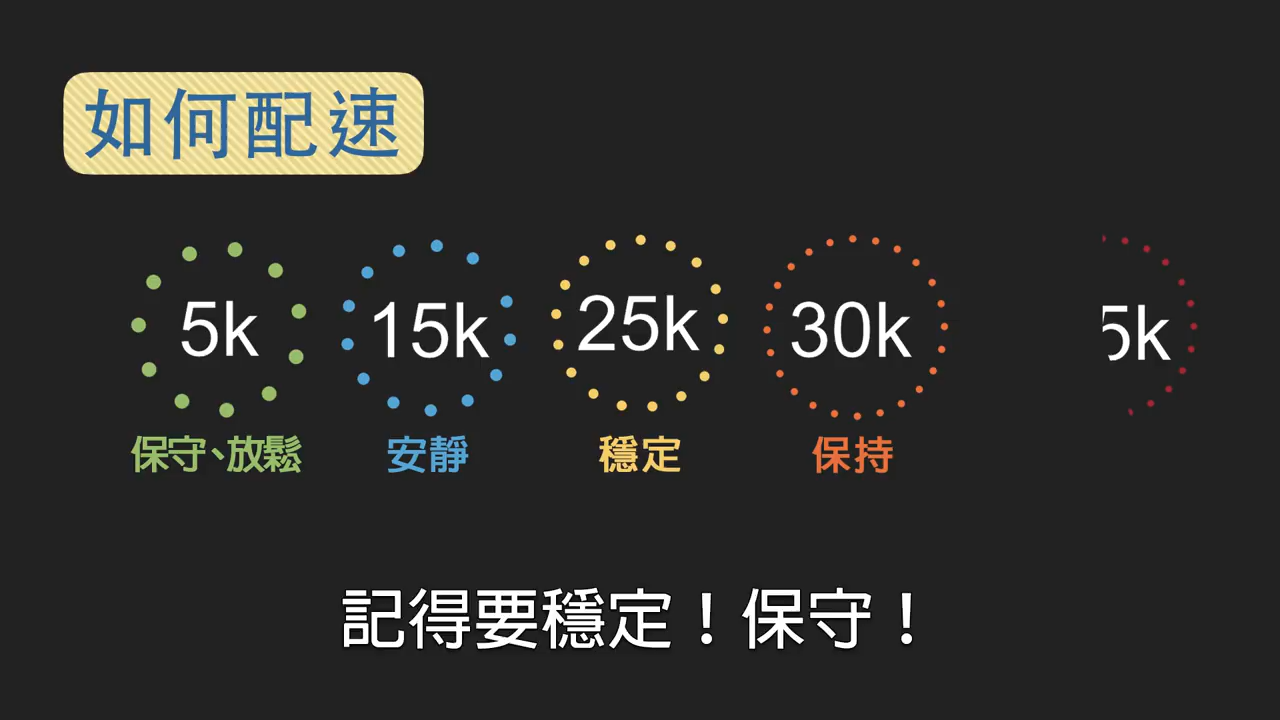 如何配速
5k 15k 25k 30k 5k
保守、放鬆 安靜 穩定 保持
記得要穩定！保守！